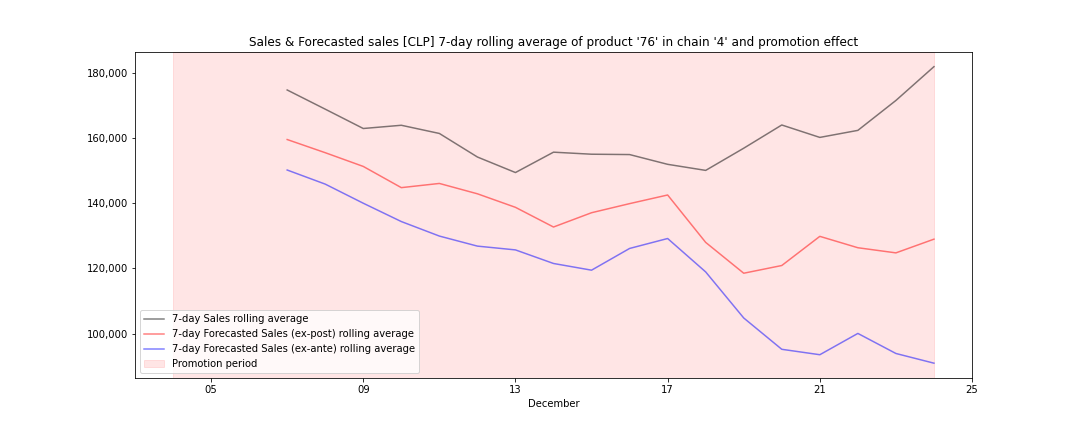 Sales & Forecasted sales [CLP] 7-day rolling average of product '76' in chain '4' and promotion effect
180,000
160,000
140,000
120,000
100,000
7-day Sales rolling average
7-day Forecasted Sales (ex-post) rolling average
7-day Forecasted Sales (ex-ante) rolling average
Promotion period
05 09 13 17 21 25
December